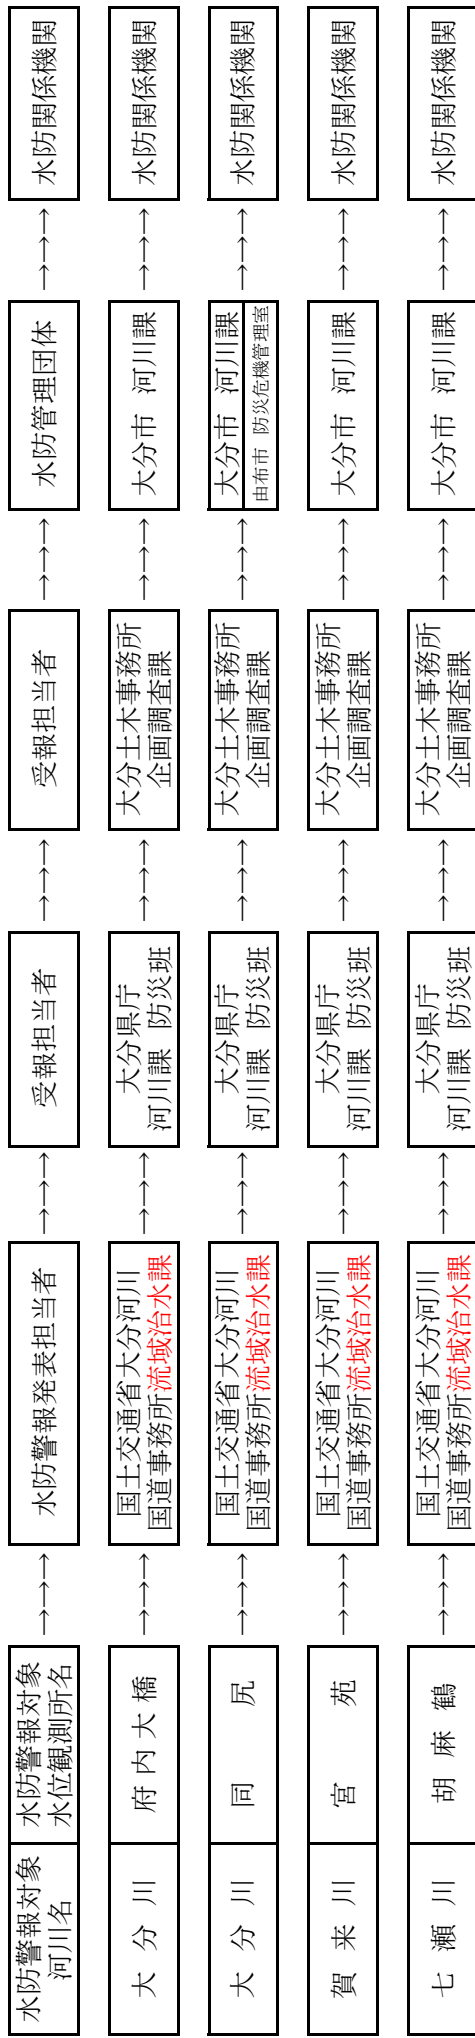 水防警報対象
河川名
水防警報対象
水位観測所名
→→→
水防警報発表担当者
→→→
受報担当者
→→→
受報担当者
→→→
水防管理団体
→→→
水防関係機関
大分川
府内大橋
→→→
国土交通省大分河川
国道事務所流域治水課
→→→
大分県庁
河川課 防災班
→→→
大分土木事務所
企画調査課
→→→
大分市 河川課
→→→
水防関係機関
大分川
同尻
→→→
国土交通省大分河川
国道事務所流域治水課
→→→
大分県庁
河川課 防災班
→→→
大分土木事務所
企画調査課
→→→
大分市 河川課
由布市 防災危機管理室
→→→
水防関係機関
賀来川
宮苑
→→→
国土交通省大分河川
国道事務所流域治水課
→→→
大分県庁
河川課 防災班
→→→
大分土木事務所
企画調査課
→→→
大分市 河川課
→→→
水防関係機関
七瀬川
胡麻鶴
→→→
国土交通省大分河川
国道事務所流域治水課
→→→
大分県庁
河川課 防災班
→→→
大分土木事務所
企画調査課
→→→
大分市 河川課
→→→
水防関係機関